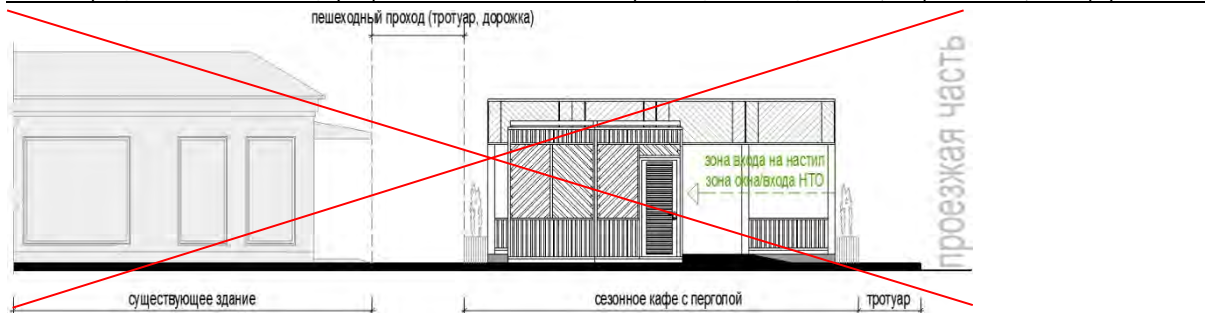 пешеходный проход (тротуар, дорожка)
зона входа на настил
зона окна/входа НТО
проезжая часть
существующее здание
сезонное кафе с перголой
тротуар